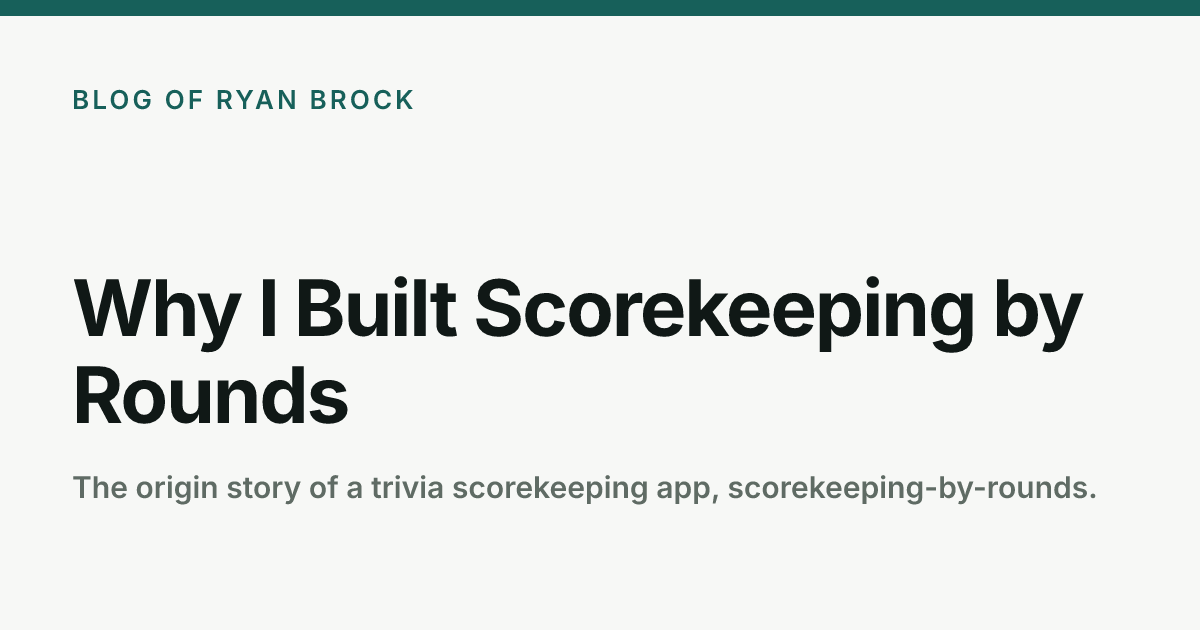 BLOG OF RYAN BROCK
Why I Built Scorekeeping by
Rounds
The origin story of a trivia scorekeeping app, scorekeeping-by-rounds.